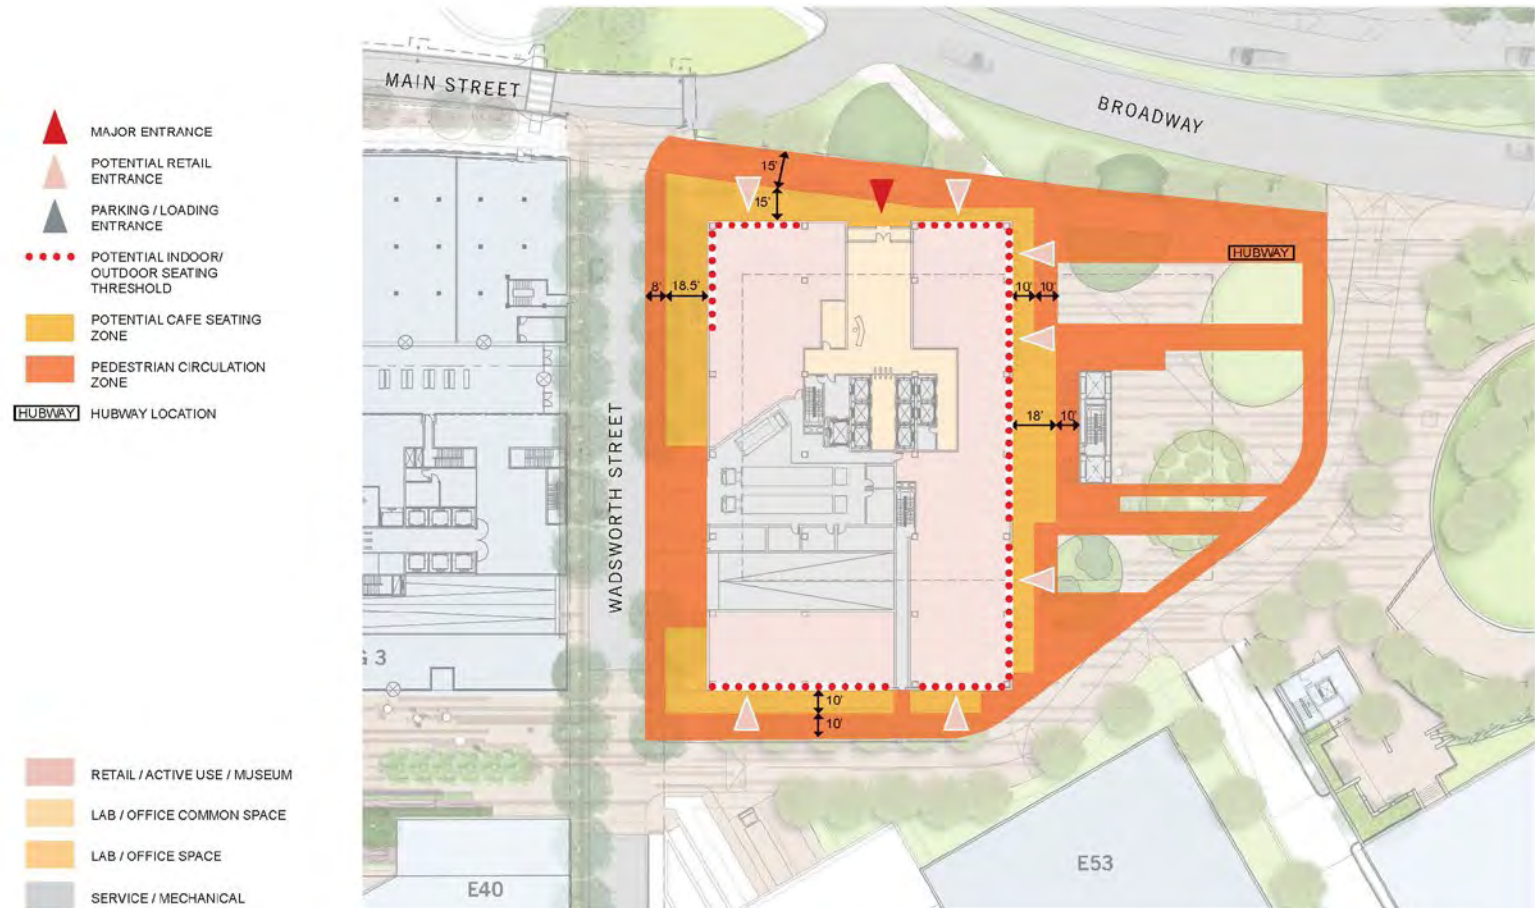 MAIN STREET
BROADWAY
MAJOR ENTRANCE
POTENTIAL RETAIL
ENTRANCE
PARKING / LOADING
ENTRANCE
POTENTIAL INDOOR/
OUTDOOR SEATING
THRESHOLD
POTENTIAL CAFE SEATING
ZONE
PEDESTRIAN CIRCULATION
ZONE
HUBWAY HUBWAY LOCATION
15'
15'
HUBWAY
8' 18.5' 10' 10'
18' 10'
WADSWORTH STREET
G 3
10'
10'
RETAIL / ACTIVE USE / MUSEUM
LAB / OFFICE COMMON SPACE
LAB / OFFICE SPACE
SERVICE / MECHANICAL
E40
E53